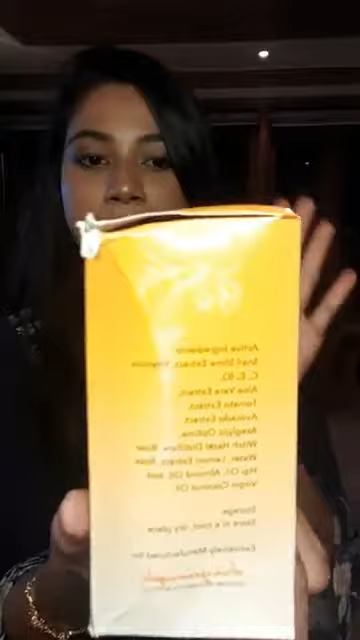 Active Ingredients
Snail Slime Extract, Vitamins
C, E, B3,
Aloe Vera Extract,
Tomato Extract,
Avocado Extract,
Witch Hazel Distillate, Rose
Water, Lemon Extract, Rose
Hip Oil, Almond Oil, and
Virgin Coconut Oil
Storage:
Store in a cool, dry place
Exclusively Manufactured for